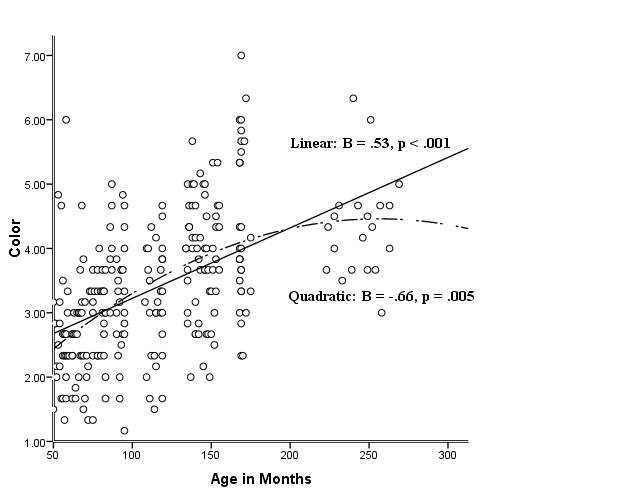 7.00
6.00
Linear: B = .53, p < .001
5.00
Color
4.00
Quadratic: B = -.66, p = .005
3.00
2.00
1.00
50 100 150 200 250 300
Age in Months